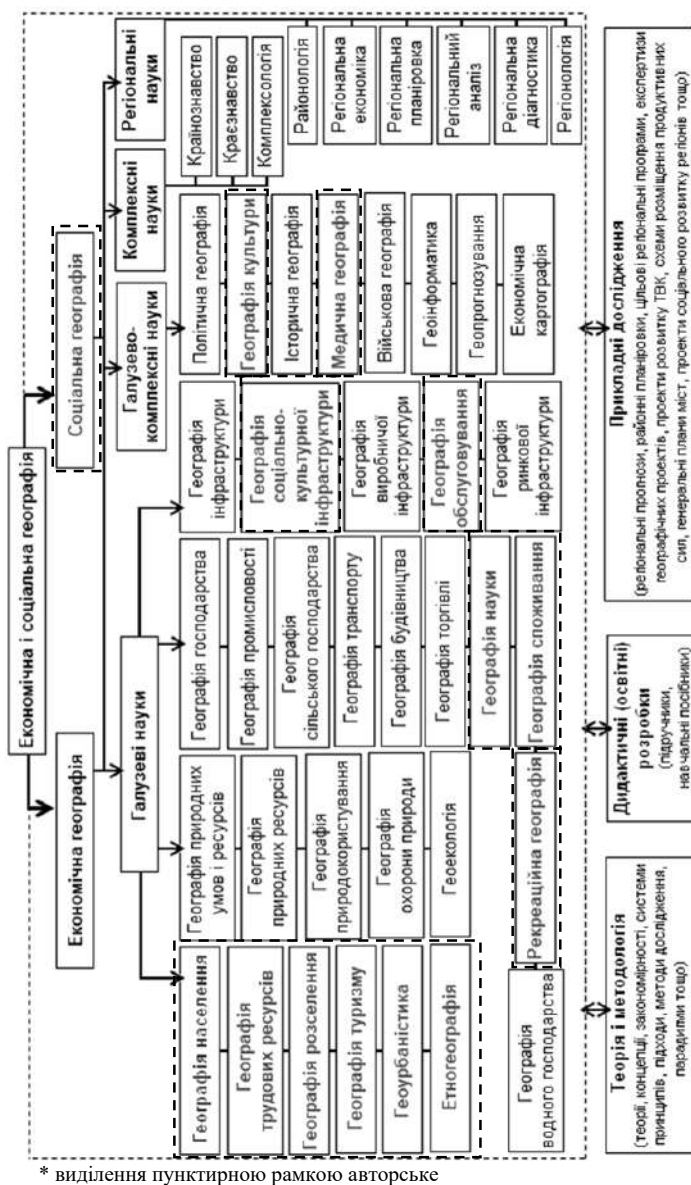 Економічна і соціальна географія
Економічна географія
Соціальна географія
Галузеві науки
Галузево-
комплексні науки
Комплексні
науки
Регіональні
науки
Географія населення
Географія
трудових ресурсів
Географія розселення
Географія туризму
Геоурбаністика
Етногеографія
Географія природних
умов і ресурсів
Географія
природних ресурсів
Географія
природокористування
Географія
охорони природи
Геоекологія
Географія
водного господарства
Рекреаційна географія
Географія господарства
Географія промисловості
Географія
сільського господарства
Географія транспорту
Географія будівництва
Географія торгівлі
Географія науки
Географія споживання
Географія
інфраструктури
Географія
соціально-
культурної
інфраструктури
Географія
виробничої
інфраструктури
Географія
обслуговування
Географія
ринкової
інфраструктури
Політична географія
Географія культури
Історична географія
Медична географія
Військова географія
Геоінформатика
Геопрогнозування
Економічна
картографія
Країнознавство
Краєзнавство
Комплексологія
Районологія
Регіональна
економіка
Регіональна
планіровка
Регіональний
аналіз
Регіональна
діагностика
Регіонологія
Теорія і методологія
(теорії, концепції, закономірності, системи
принципів, підходи, методи дослідження,
парадигми тощо)
Дидактичні (освітні)
розробки
(підручники,
навчальні посібники)
Прикладні дослідження
(регіональні прогнози, районні планіровки, цільові регіональні програми, експертизи
географічних проектів, проекти розвитку ТВК, схеми розміщення продуктивних
сил, генеральні плани міст, проекти соціального розвитку регіонів тощо)
* виділення пунктирною рамкою авторське